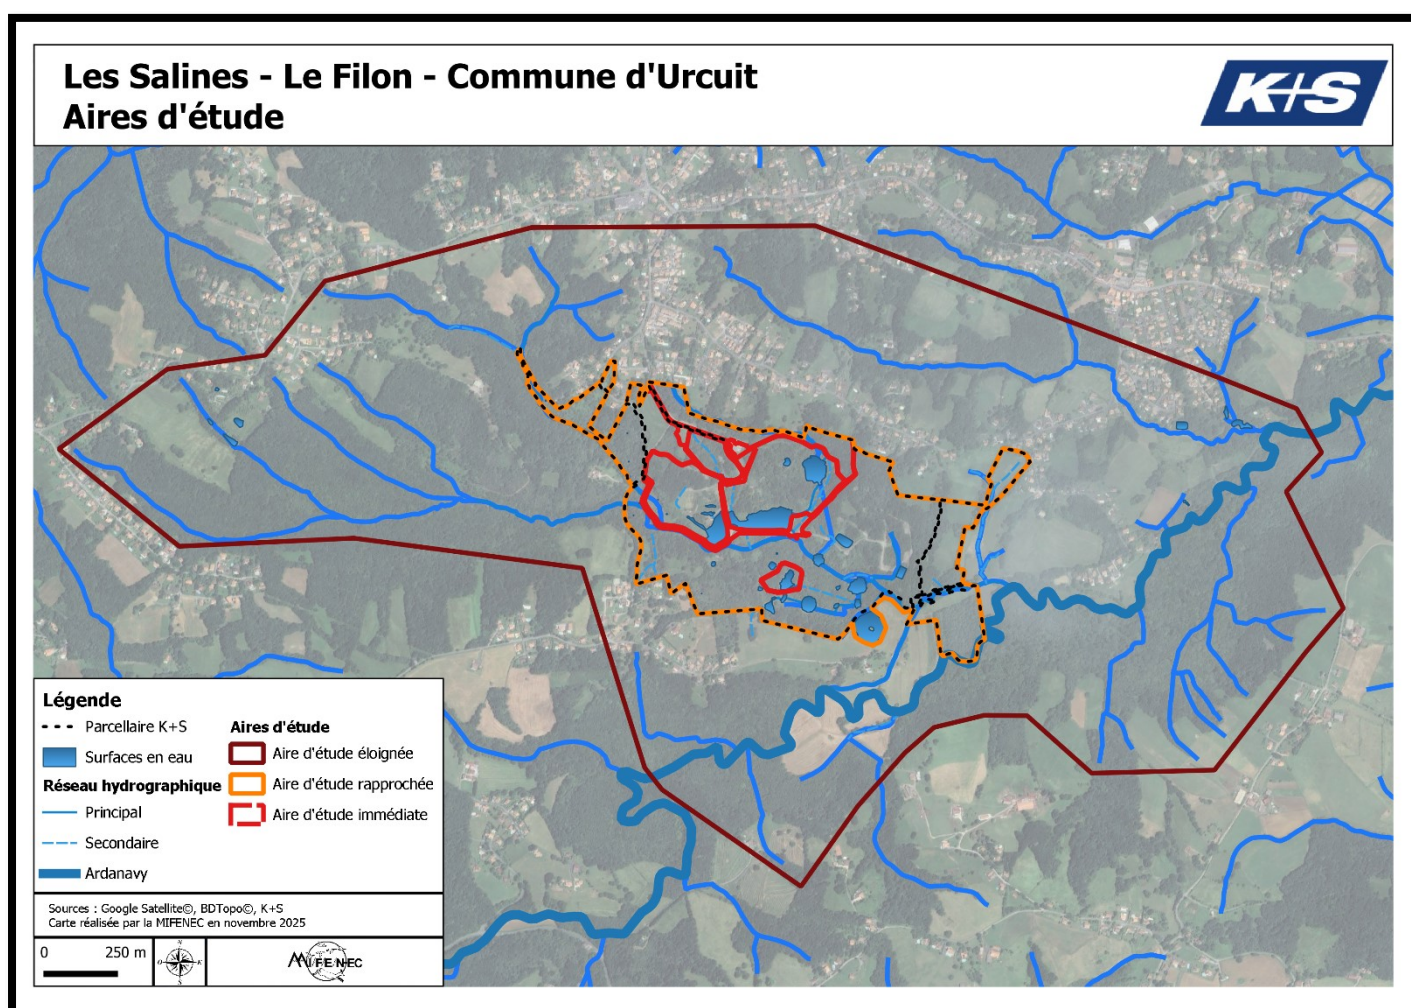 Les Salines - Le Filon - Commune d'Urcuit
Aires d'étude
K+S
Légende
Parcellaire K+S
Surfaces en eau
Réseau hydrographique
Principal
Secondaire
Ardanavy
Aires d'étude
Aire d'étude éloignée
Aire d'étude rapprochée
Aire d'étude immédiate
Sources : Google Satellite©, BDTopo©, K+S
Carte réalisée par la MIFENEC en novembre 2025
0 250 m
N
O E
S
MIFENEC